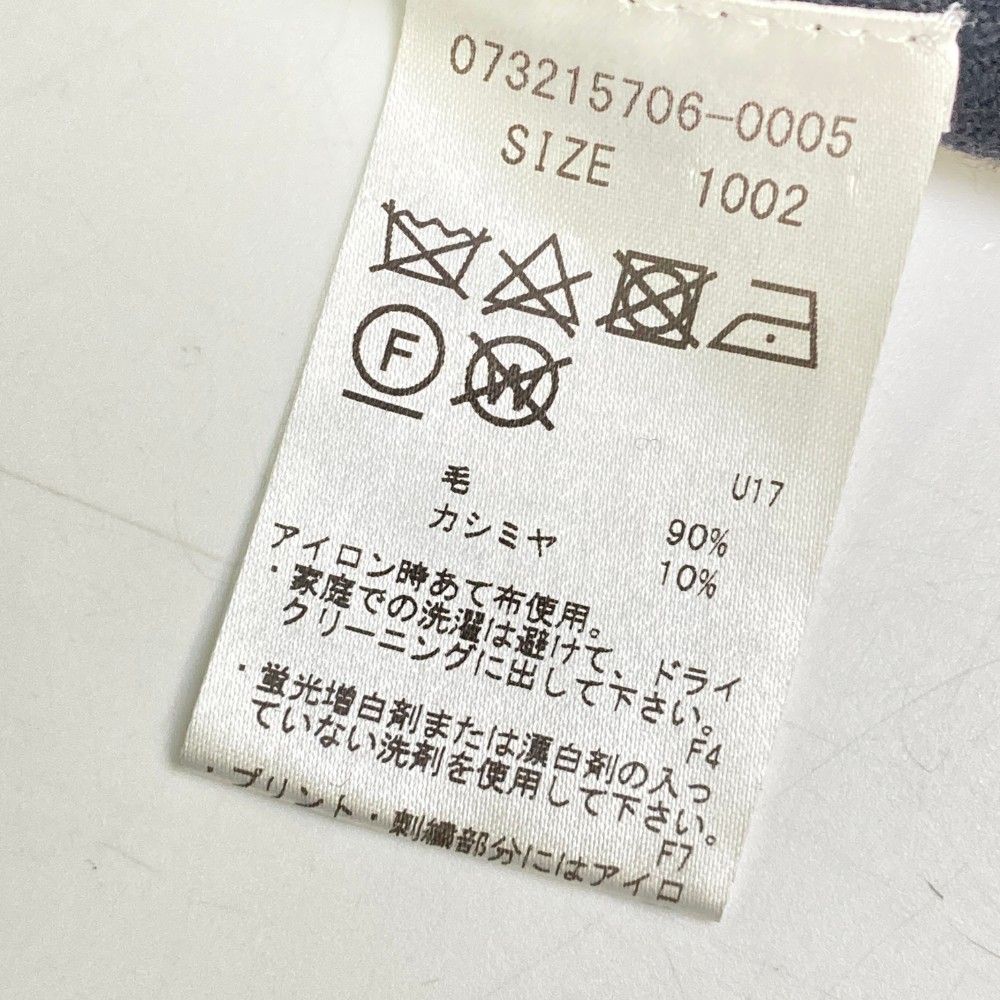 073215706-0005
SIZE 1002
F
W
U17
毛 90%
カシミヤ 10%
アイロン時あて布使用。
・家庭での洗濯は避けて、ドライ
クリーニングに出して下さい。
F4
・蛍光増白剤または漂白剤の入っ
ていない洗剤を使用して下さい。
F7
・プリント・刺繍部分にはアイロ